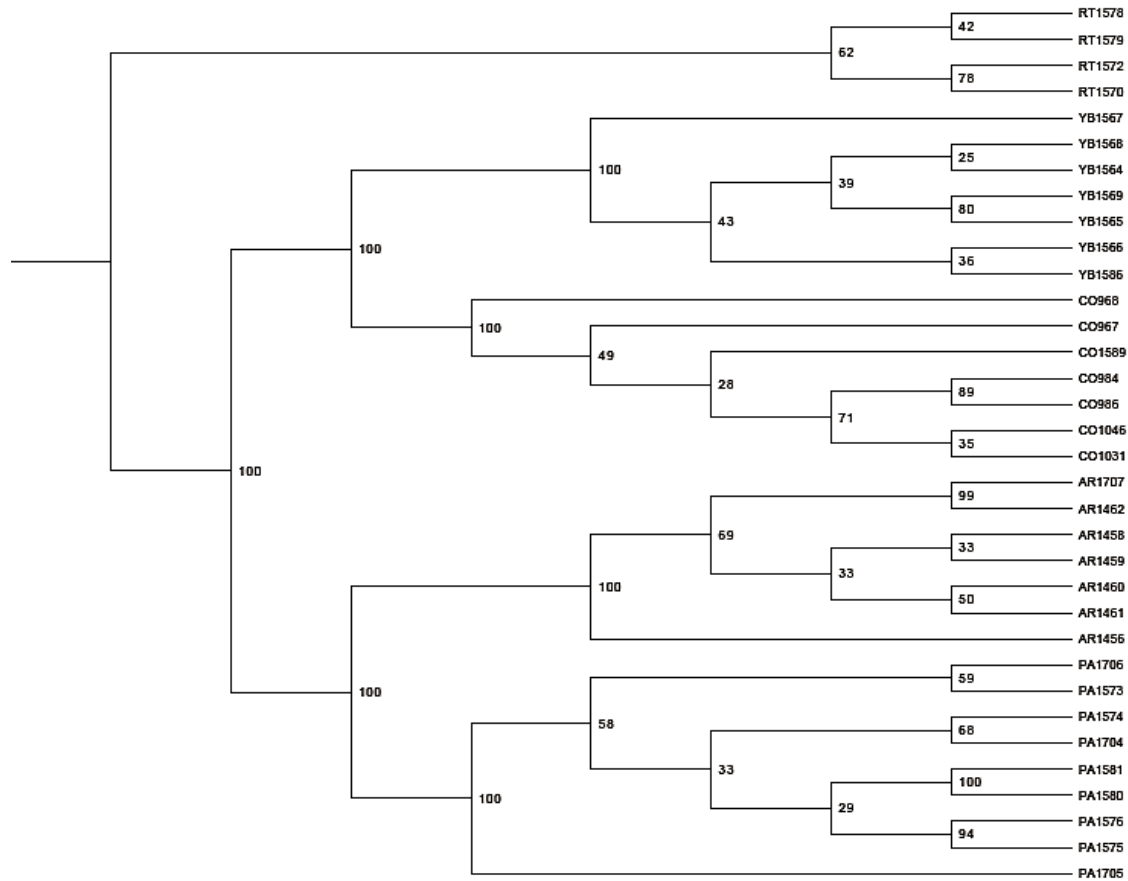 RT1578
42
RT1579
62
RT1572
78
RT1570
YB1567
YB1568
25
YB1564
100
39
YB1569
80
YB1565
43
YB1566
36
YB1586
100
CO968
100
CO967
49
CO1589
28
CO984
89
CO986
71
CO1046
35
CO1031
100
AR1707
99
AR1462
69
AR1458
33
AR1459
33
AR1460
50
AR1461
100
AR1456
PA1706
59
PA1573
100
58
PA1574
68
PA1704
33
PA1581
100
PA1580
29
PA1576
94
PA1575
100
PA1705